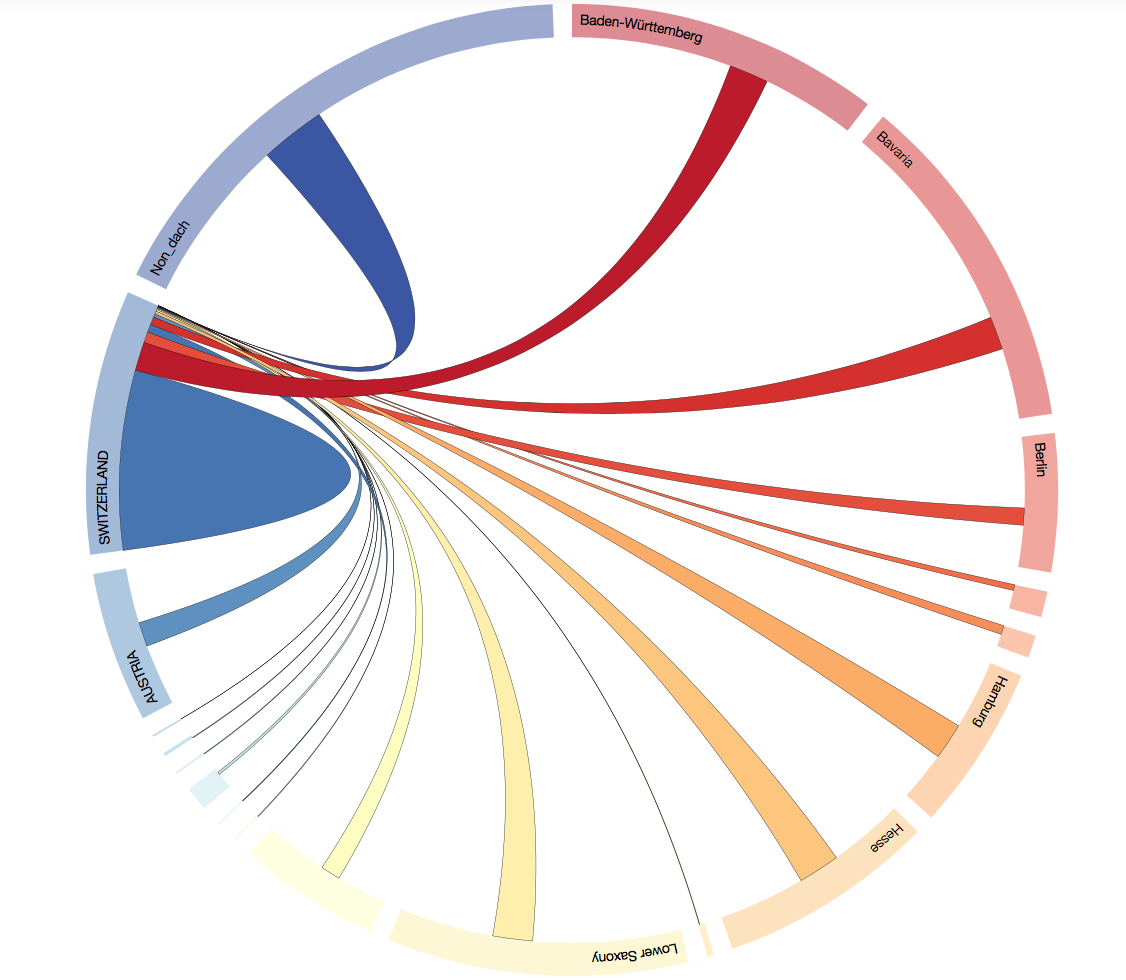 Baden-Württemberg
Bavaria
Berlin
Hamburg
Hesse
Lower Saxony
AUSTRIA
SWITZERLAND
Non_dach